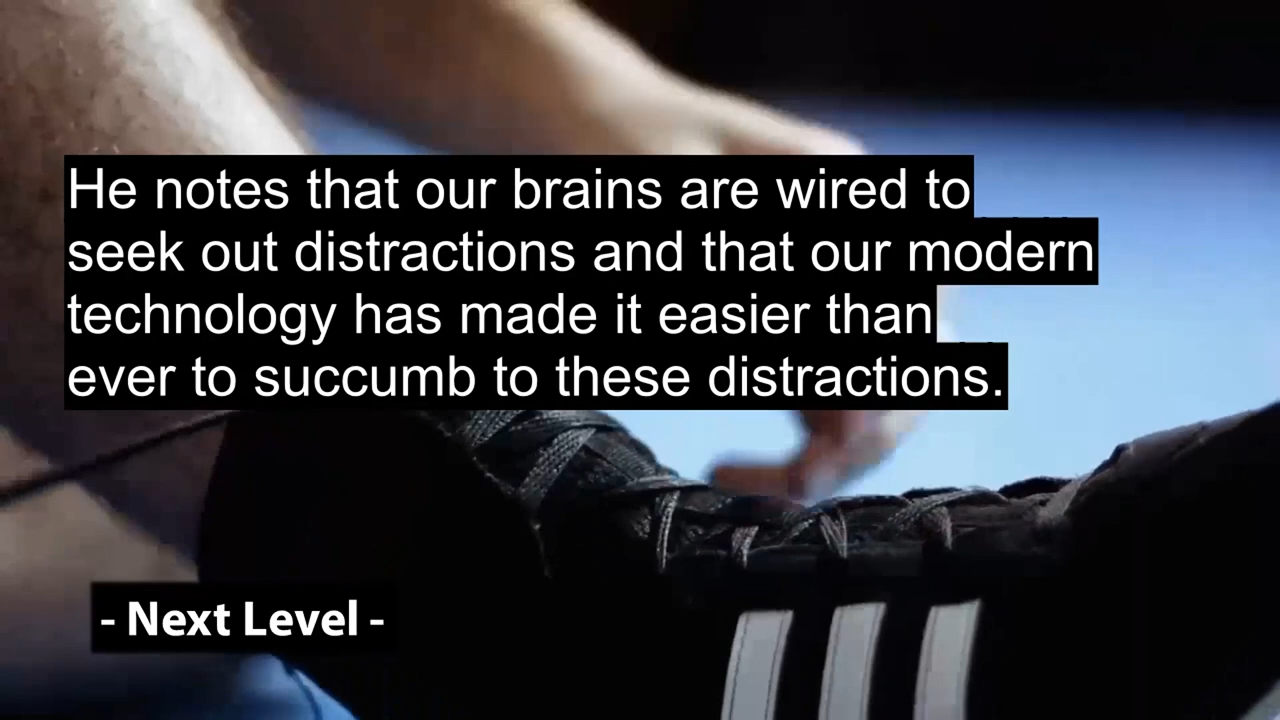 He notes that our brains are wired to
seek out distractions and that our modern
technology has made it easier than
ever to succumb to these distractions.
- Next Level -